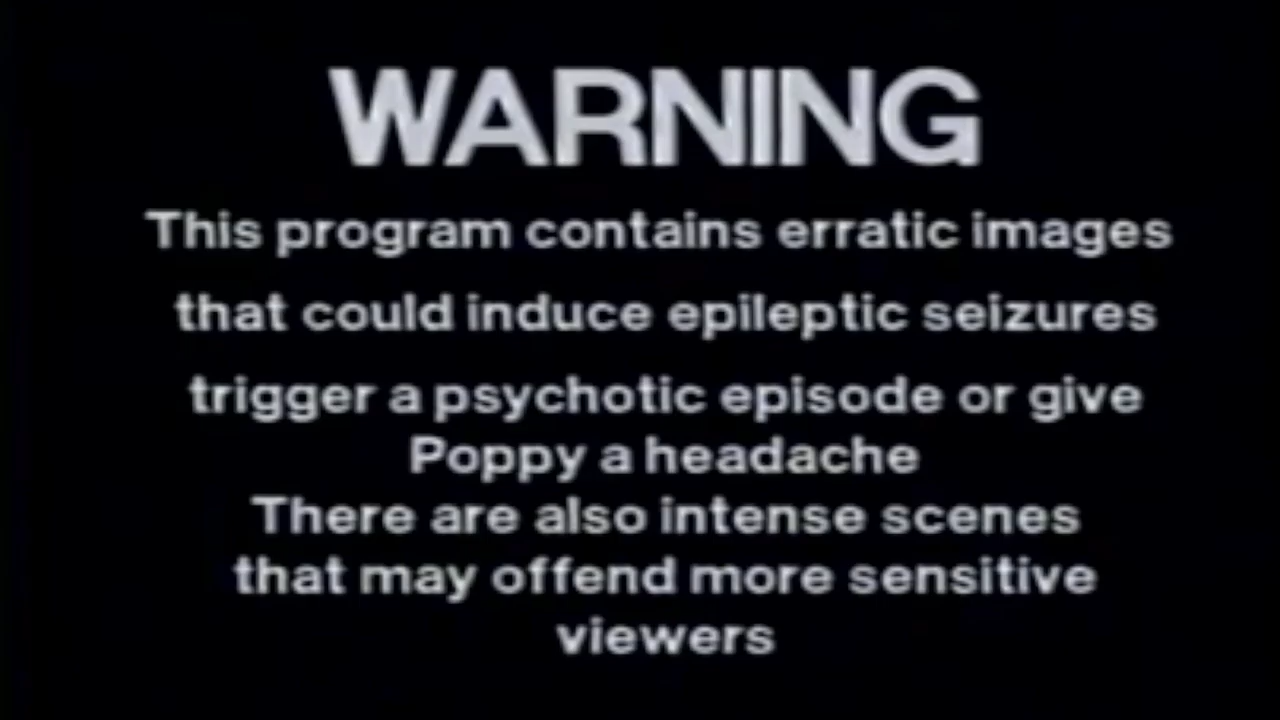 WARNING
This program contains erratic images
that could induce epileptic seizures
trigger a psychotic episode or give
Poppy a headache
There are also intense scenes
that may offend more sensitive
viewers